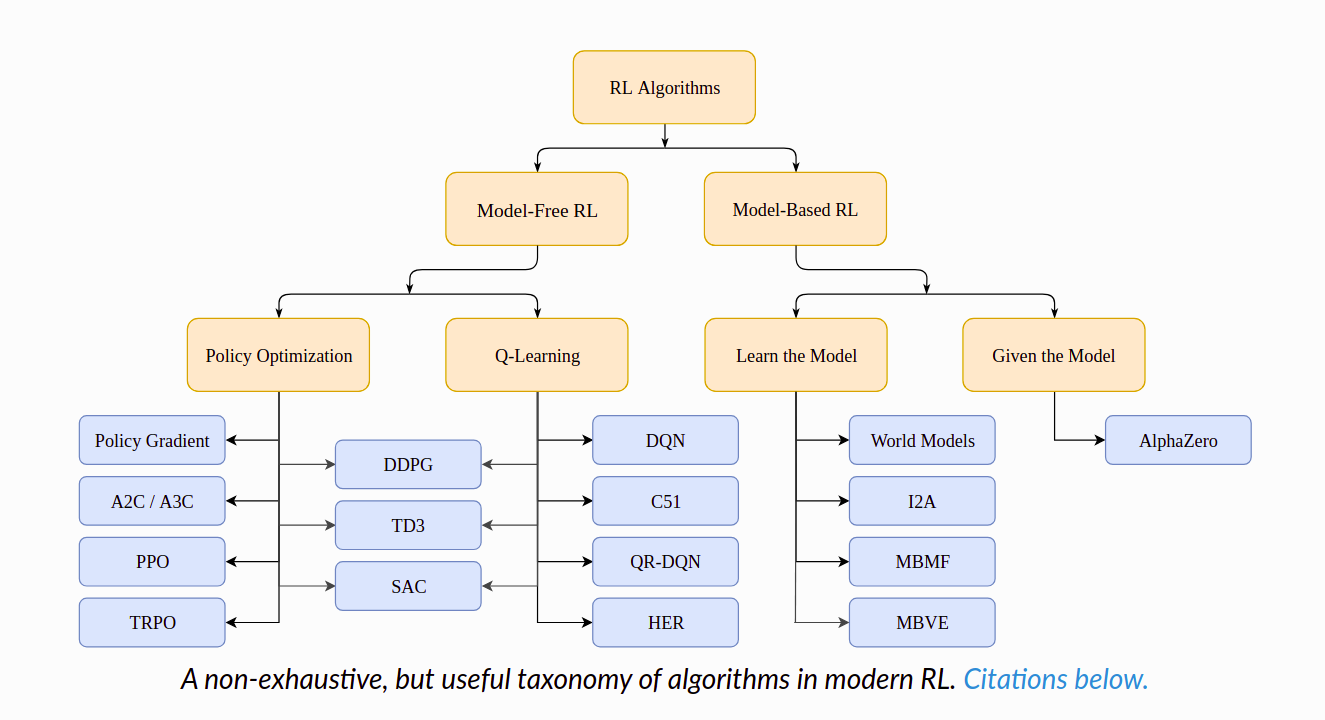 RL Algorithms
Model-Free RL
Model-Based RL
Policy Optimization
Q-Learning
Learn the Model
Given the Model
Policy Gradient
A2C / A3C
PPO
TRPO
DDPG
TD3
SAC
DQN
C51
QR-DQN
HER
World Models
I2A
MBMF
MBVE
AlphaZero
A non-exhaustive, but useful taxonomy of algorithms in modern RL. Citations below.